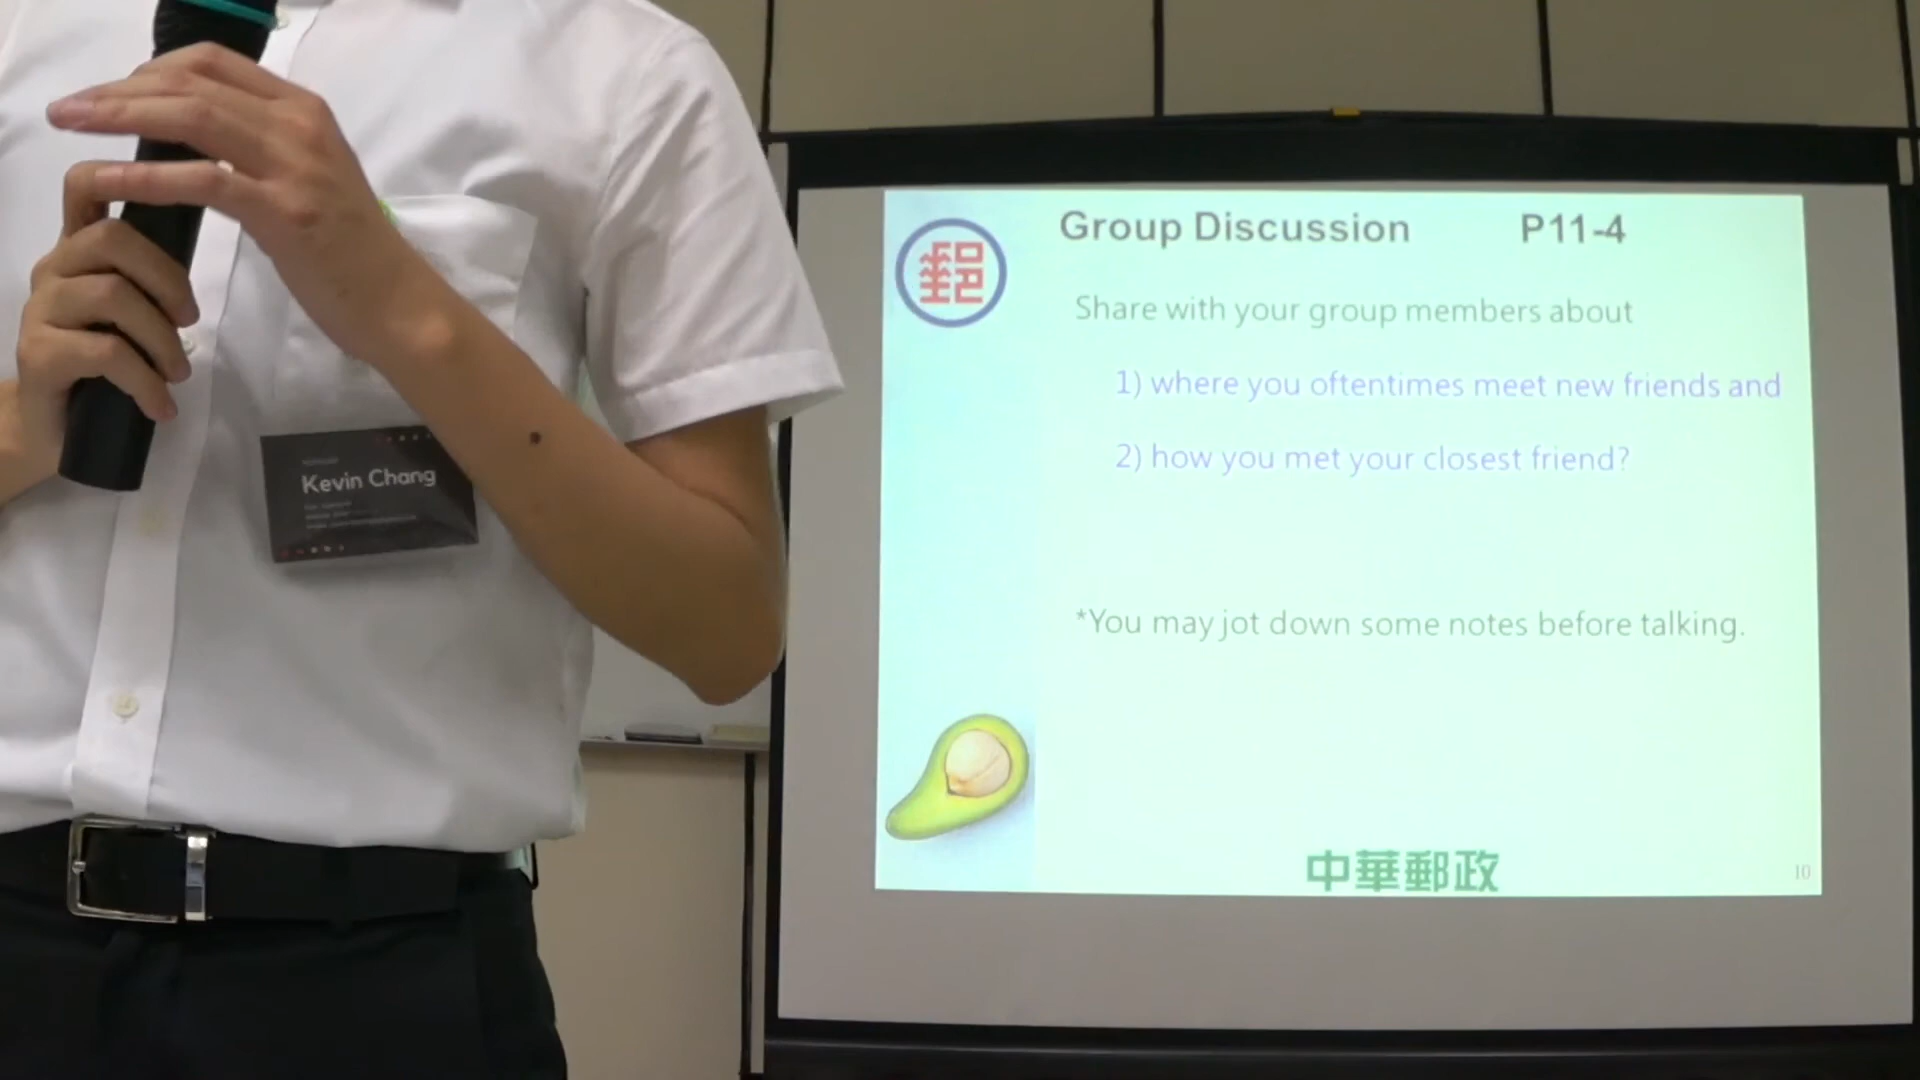 Kevin Chang
郵
Group Discussion P11-4
Share with your group members about
1) where you oftentimes meet new friends and
2) how you met your closest friend?
*You may jot down some notes before talking.
中華郵政
10